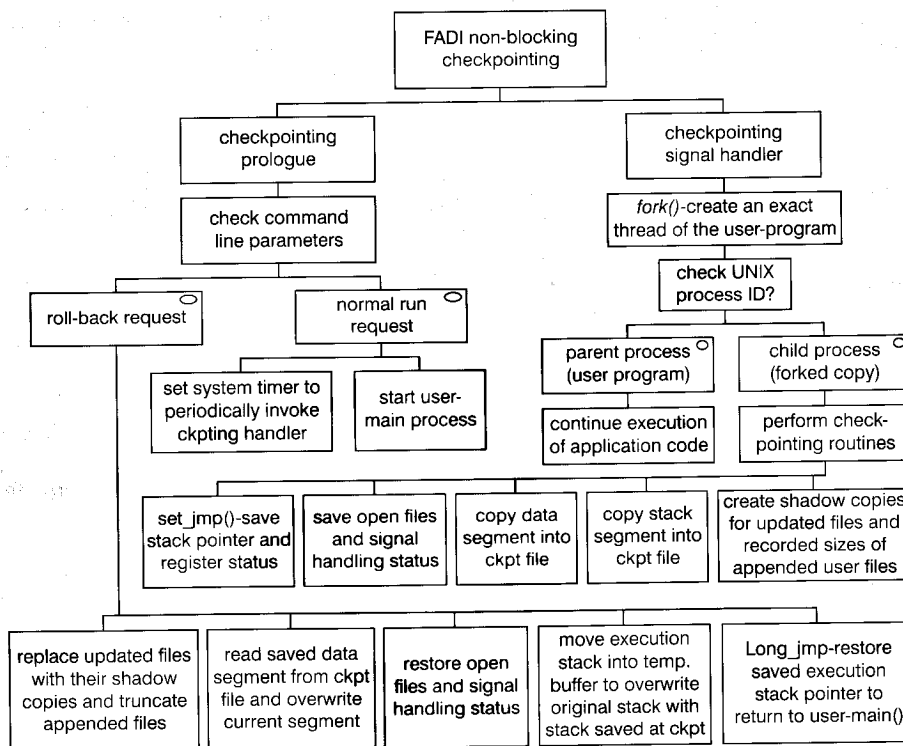 FADI non-blocking
checkpointing
checkpointing
prologue
checkpointing
signal handler
check command
line parameters
fork()-create an exact
thread of the user-program
check UNIX
process ID?
roll-back request
normal run
request
parent process
(user program)
child process
(forked copy)
set system timer to
periodically invoke
ckpting handler
start user-
main process
continue execution
of application code
perform check-
pointing routines
set_jmp()-save
stack pointer and
register status
save open files
and signal
handling status
copy data
segment into
ckpt file
copy stack
segment into
ckpt file
create shadow copies
for updated files and
recorded sizes of
appended user files
replace updated files
with their shadow
copies and truncate
appended files
read saved data
segment from ckpt
file and overwrite
current segment
restore open
files and signal
handling status
move execution
stack into temp.
buffer to overwrite
original stack with
stack saved at ckpt
Long_jmp-restore
saved execution
stack pointer to
return to user-main()